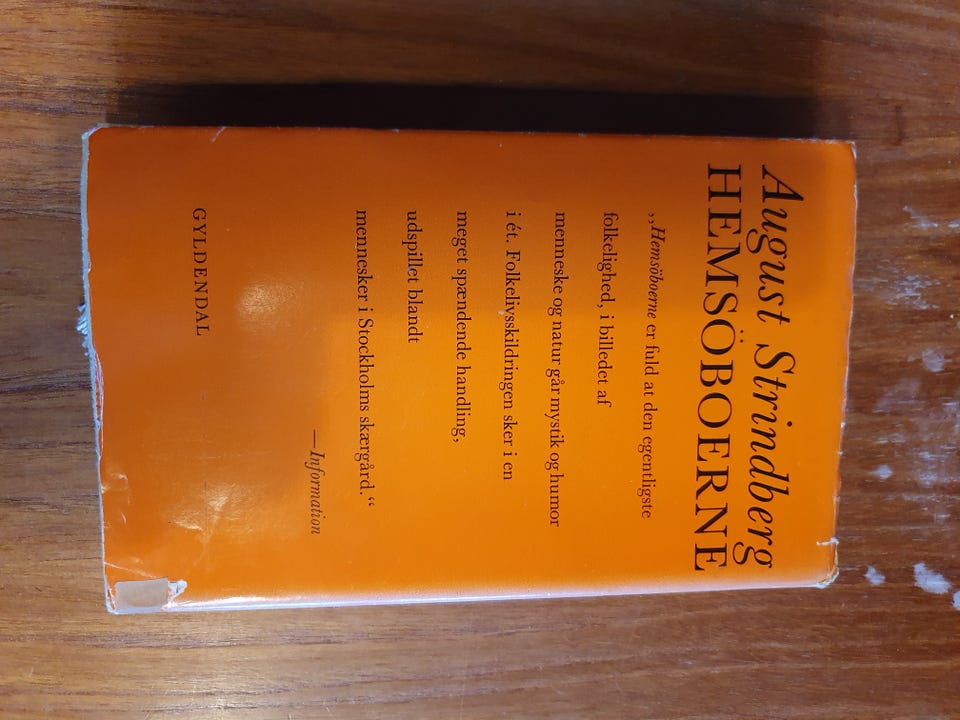 August Strindberg
HEMSÖBOERNE
„Hemsöboerne er fuld at den egentligste
folkelighed, i billedet af
menneske og natur går mystik og humor
i ét. Folkelivsskildringen sker i en
meget spændende handling,
udspillet blandt
mennesker i Stockholms skærgård.“
—Information
GYLDENDAL